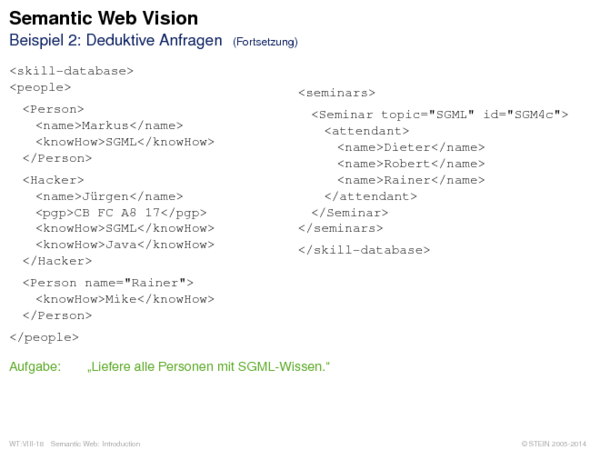 Semantic Web Vision
Beispiel 2: Deduktive Anfragen (Fortsetzung)
<skill-database>
<people>
<Person>
<name>Markus</name>
<knowHow>SGML</knowHow>
</Person>
<Hacker>
<name>Jürgen</name>
<pgp>CB FC A8 17</pgp>
<knowHow>SGML</knowHow>
<knowHow>Java</knowHow>
</Hacker>
<Person name="Rainer">
<knowHow>Mike</knowHow>
</Person>
</people>
<seminars>
<Seminar topic="SGML" id="SGM4c">
<attendant>
<name>Dieter</name>
<name>Robert</name>
<name>Rainer</name>
</attendant>
</Seminar>
</seminars>
</skill-database>
Aufgabe: „Liefere alle Personen mit SGML-Wissen.“
WT:VIII-16 Semantic Web: Introduction
© STEIN 2005-2014